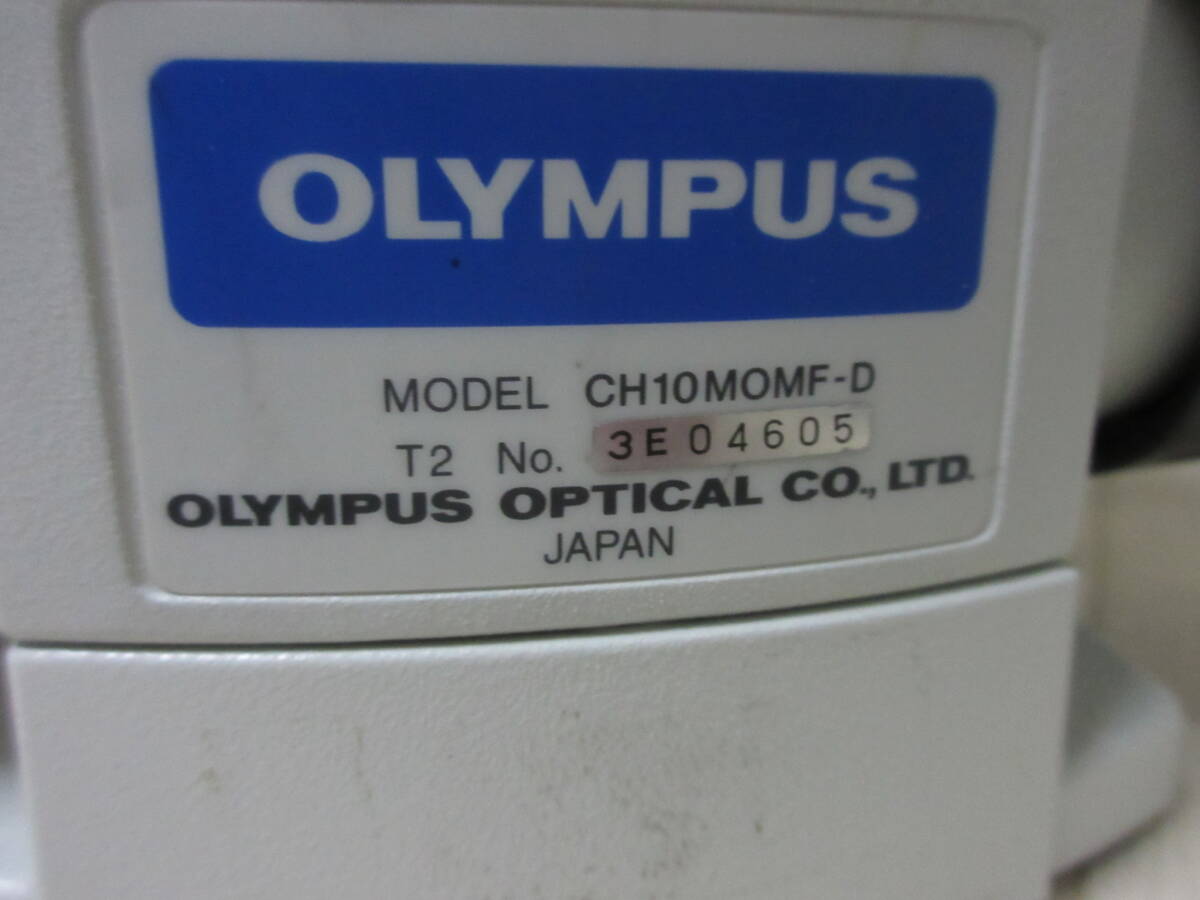 OLYMPUS
MODEL CH10MOMF-D
T2 No. 3E04605
OLYMPUS OPTICAL CO., LTD.
JAPAN